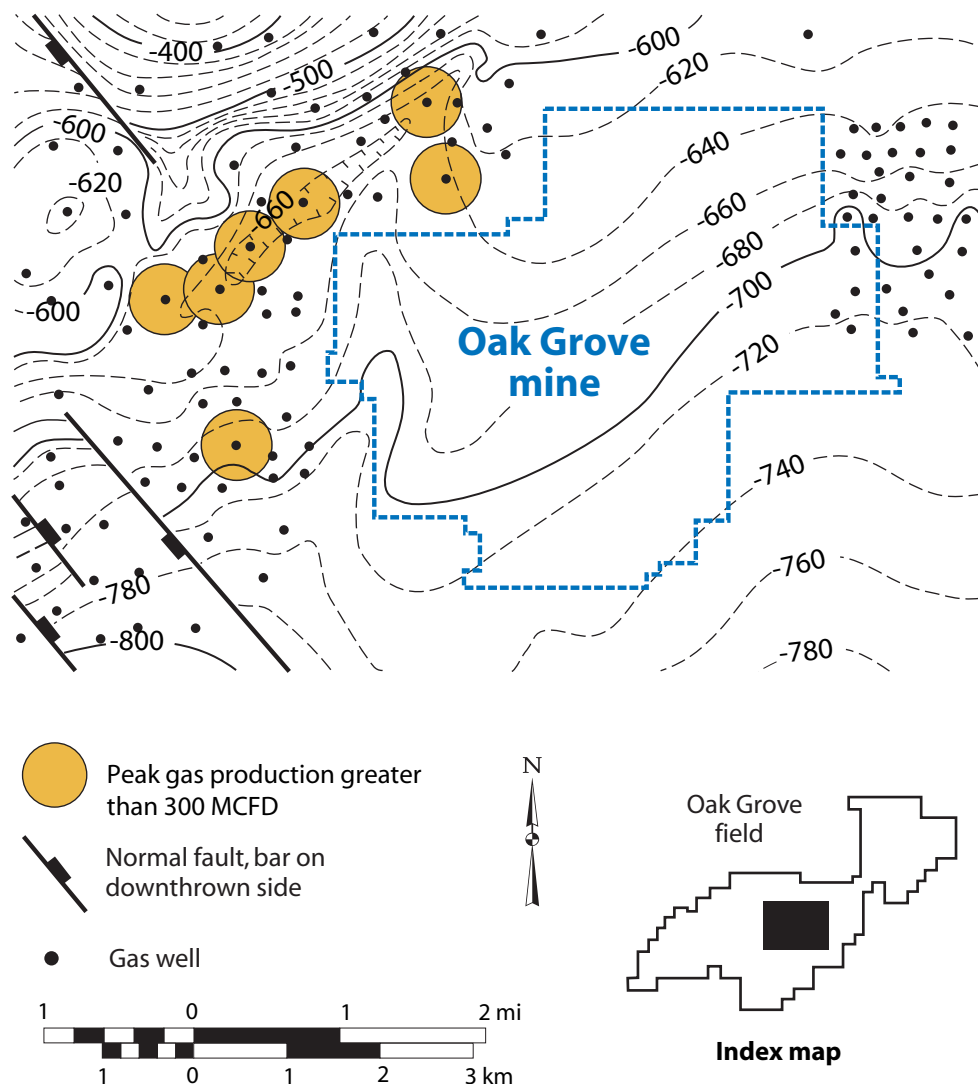 -400
-500
-600
-620
-600
-640
-620
-660
-660
-680
-600
-700
-720
Oak Grove
mine
-740
-760
-780
-800
-780
Peak gas production greater
than 300 MCFD
N
Oak Grove
field
Normal fault, bar on
downthrown side
Gas well
1 0 1 2 mi
1 0 1 2 3 km
Index map